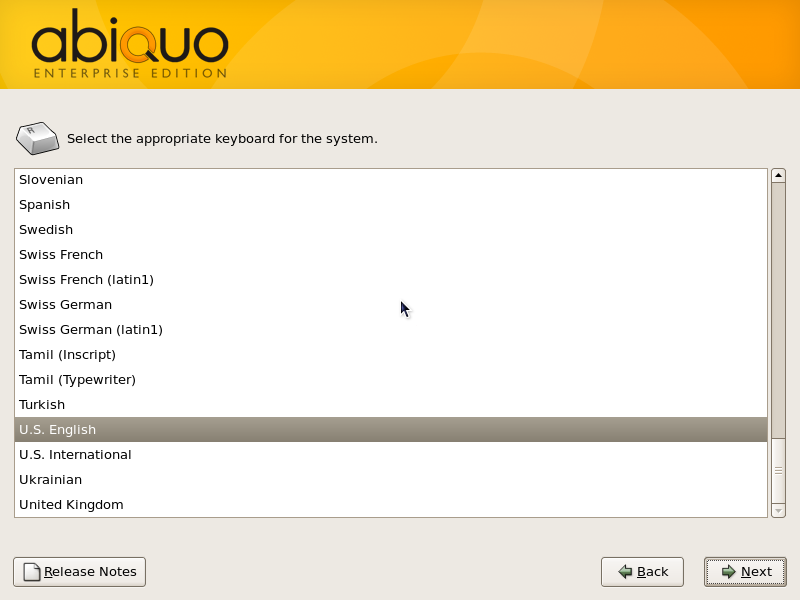 abiquo
ENTERPRISE EDITION
R
Select the appropriate keyboard for the system.
Slovenian
Spanish
Swedish
Swiss French
Swiss French (latin1)
Swiss German
Swiss German (latin1)
Tamil (Inscript)
Tamil (Typewriter)
Turkish
U.S. English
U.S. International
Ukrainian
United Kingdom
Release Notes
Back
Next